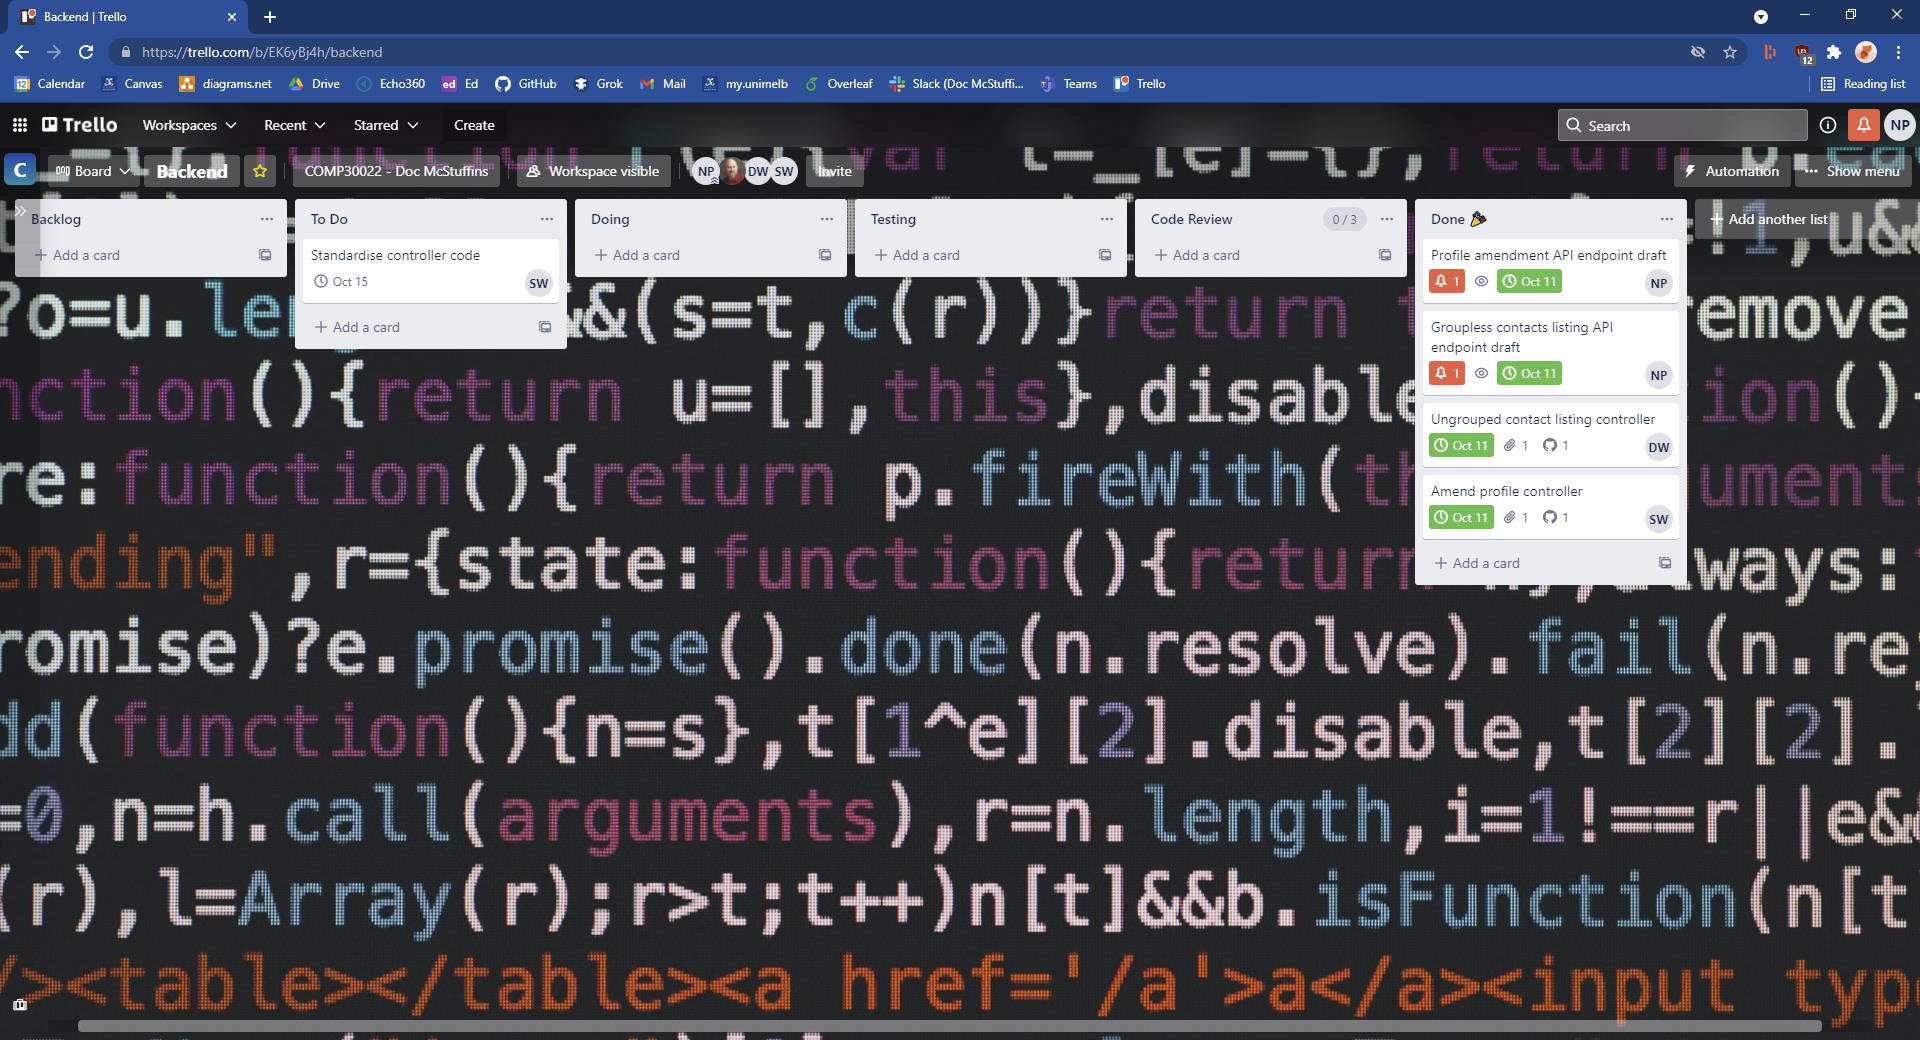 Backend | Trello
https://trello.com/b/EK6yBj4h/backend
12
12 Calendar Canvas diagrams.net Drive Echo360 ed Ed GitHub Grok Mail my.unimelb Overleaf Slack (Doc McStuffi... Teams Trello Reading list
Trello Workspaces Recent Starred Create Search NP
C Board Backend COMP30022 - Doc McStuffins Workspace visible NP DW SW Invite Automation Show menu
Backlog
+ Add a card
To Do
Standardise controller code
Oct 15 SW
+ Add a card
Doing
+ Add a card
Testing
+ Add a card
Code Review 0 / 3
+ Add a card
Done 🎉
Profile amendment API endpoint draft
1 Oct 11 NP
Groupless contacts listing API
endpoint draft
1 Oct 11 NP
Ungrouped contact listing controller
Oct 11 1 1 DW
Amend profile controller
Oct 11 1 1 SW
+ Add a card
+ Add another list
?o=u.le &&(s=t,c(r))}return t emove
nction(){return u=[],this},disable ion()
re:function(){return p.fireWith(th uments
ending",r={state:function(){return ways:
romise)?e.promise().done(n.resolve).fail(n.re
dd(function(){n=s},t[1^e][2].disable,t[2][2].
=0,n=h.call(arguments),r=n.length,i=1!==r||e&
(r),l=Array(r);r>t;t++)n[t]&&b.isFunction(n[t
/><table></table><a href='/a'>a</a><input type